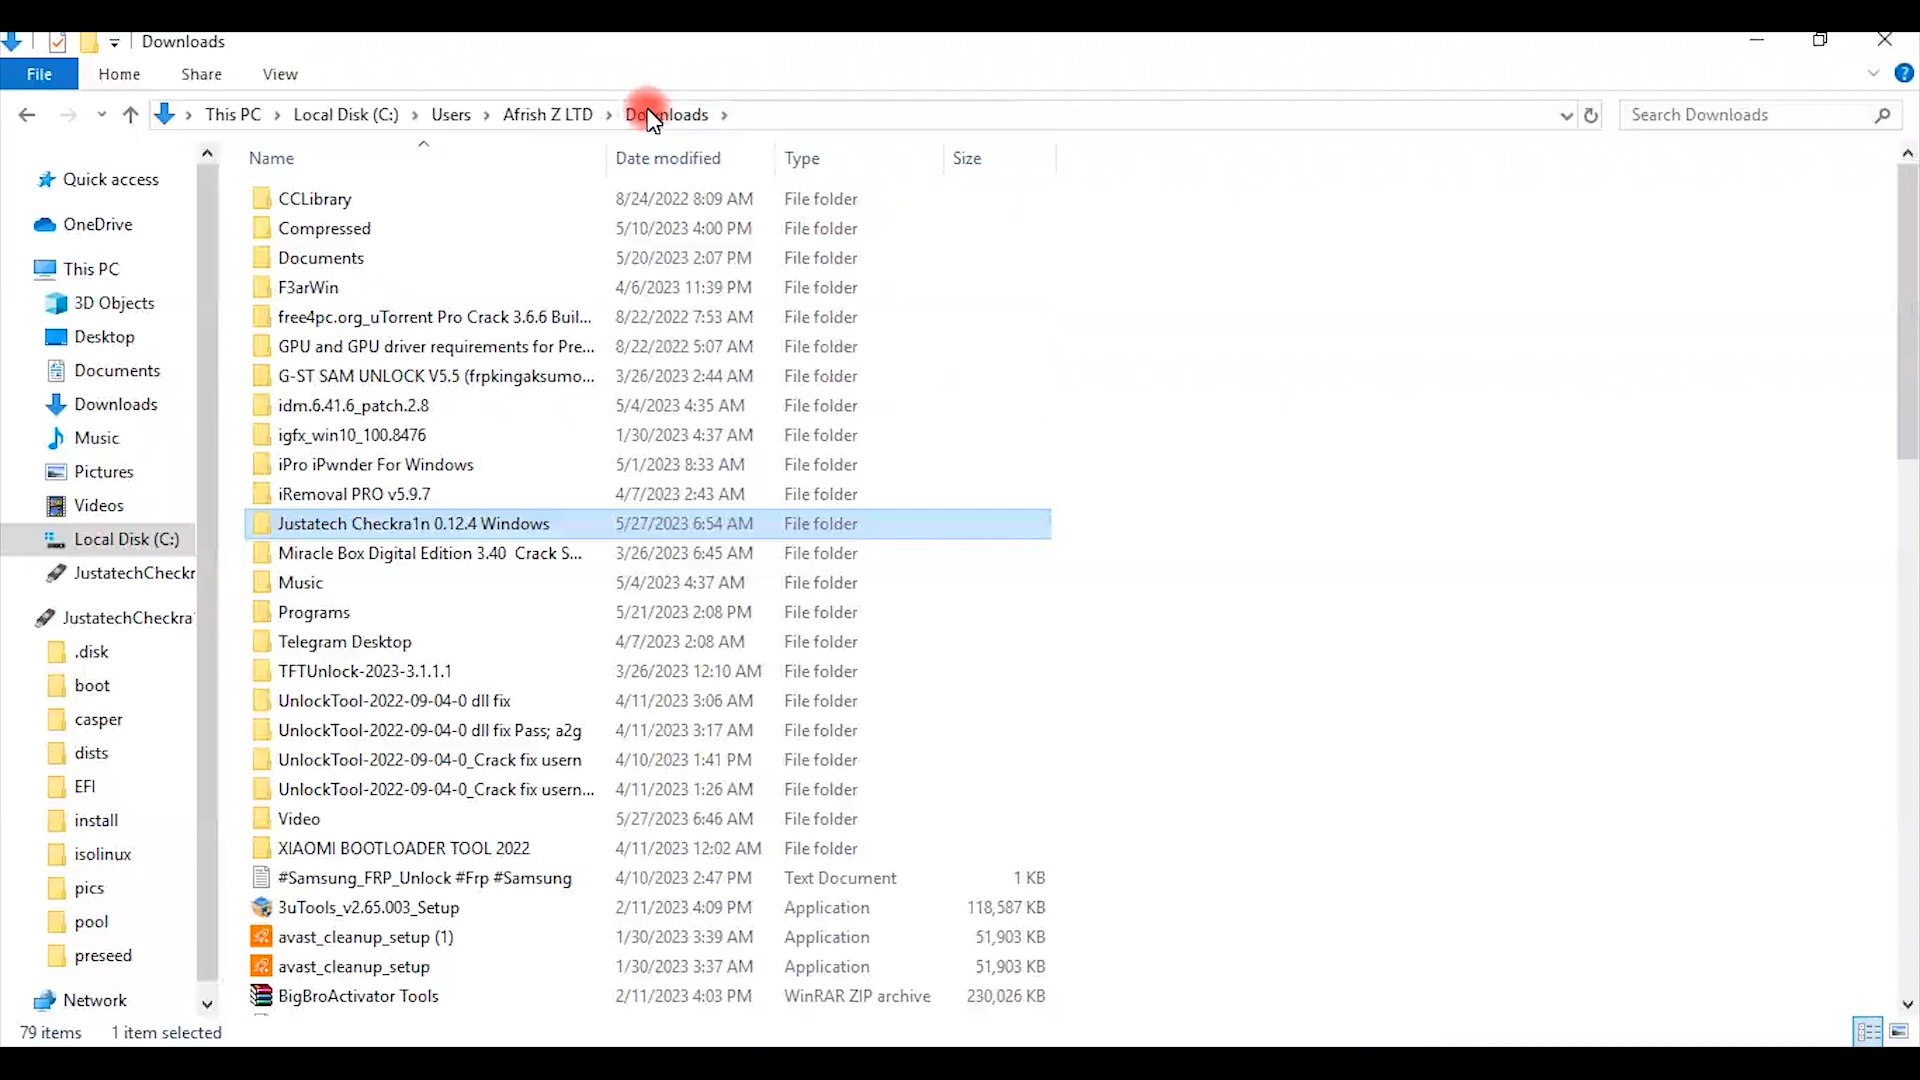 Downloads
File Home Share View
This PC Local Disk (C:) Users Afrish Z LTD Downloads Search Downloads
Name Date modified Type Size
Quick access
OneDrive
This PC
3D Objects
Desktop
Documents
Downloads
Music
Pictures
Videos
Local Disk (C:)
JustatechCheckr
JustatechCheckra
.disk
boot
casper
dists
EFI
install
isolinux
pics
pool
preseed
Network
CCLibrary 8/24/2022 8:09 AM File folder
Compressed 5/10/2023 4:00 PM File folder
Documents 5/20/2023 2:07 PM File folder
F3arWin 4/6/2023 11:39 PM File folder
free4pc.org_uTorrent Pro Crack 3.6.6 Buil... 8/22/2022 7:53 AM File folder
GPU and GPU driver requirements for Pre... 8/22/2022 5:07 AM File folder
G-ST SAM UNLOCK V5.5 (frpkingaksumo... 3/26/2023 2:44 AM File folder
idm.6.41.6_patch.2.8 5/4/2023 4:35 AM File folder
igfx_win10_100.8476 1/30/2023 4:37 AM File folder
iPro iPwnder For Windows 5/1/2023 8:33 AM File folder
iRemoval PRO v5.9.7 4/7/2023 2:43 AM File folder
Justatech Checkra1n 0.12.4 Windows 5/27/2023 6:54 AM File folder
Miracle Box Digital Edition 3.40 Crack S... 3/26/2023 6:45 AM File folder
Music 5/4/2023 4:37 AM File folder
Programs 5/21/2023 2:08 PM File folder
Telegram Desktop 4/7/2023 2:08 AM File folder
TFTUnlock-2023-3.1.1.1 3/26/2023 12:10 AM File folder
UnlockTool-2022-09-04-0 dll fix 4/11/2023 3:06 AM File folder
UnlockTool-2022-09-04-0 dll fix Pass; a2g 4/11/2023 3:17 AM File folder
UnlockTool-2022-09-04-0_Crack fix usern 4/10/2023 1:41 PM File folder
UnlockTool-2022-09-04-0_Crack fix usern... 4/11/2023 1:26 AM File folder
Video 5/27/2023 6:46 AM File folder
XIAOMI BOOTLOADER TOOL 2022 4/11/2023 12:02 AM File folder
#Samsung_FRP_Unlock #Frp #Samsung 4/10/2023 2:47 PM Text Document 1 KB
3uTools_v2.65.003_Setup 2/11/2023 4:09 PM Application 118,587 KB
avast_cleanup_setup (1) 1/30/2023 3:39 AM Application 51,903 KB
avast_cleanup_setup 1/30/2023 3:37 AM Application 51,903 KB
BigBroActivator Tools 2/11/2023 4:03 PM WinRAR ZIP archive 230,026 KB
79 items 1 item selected